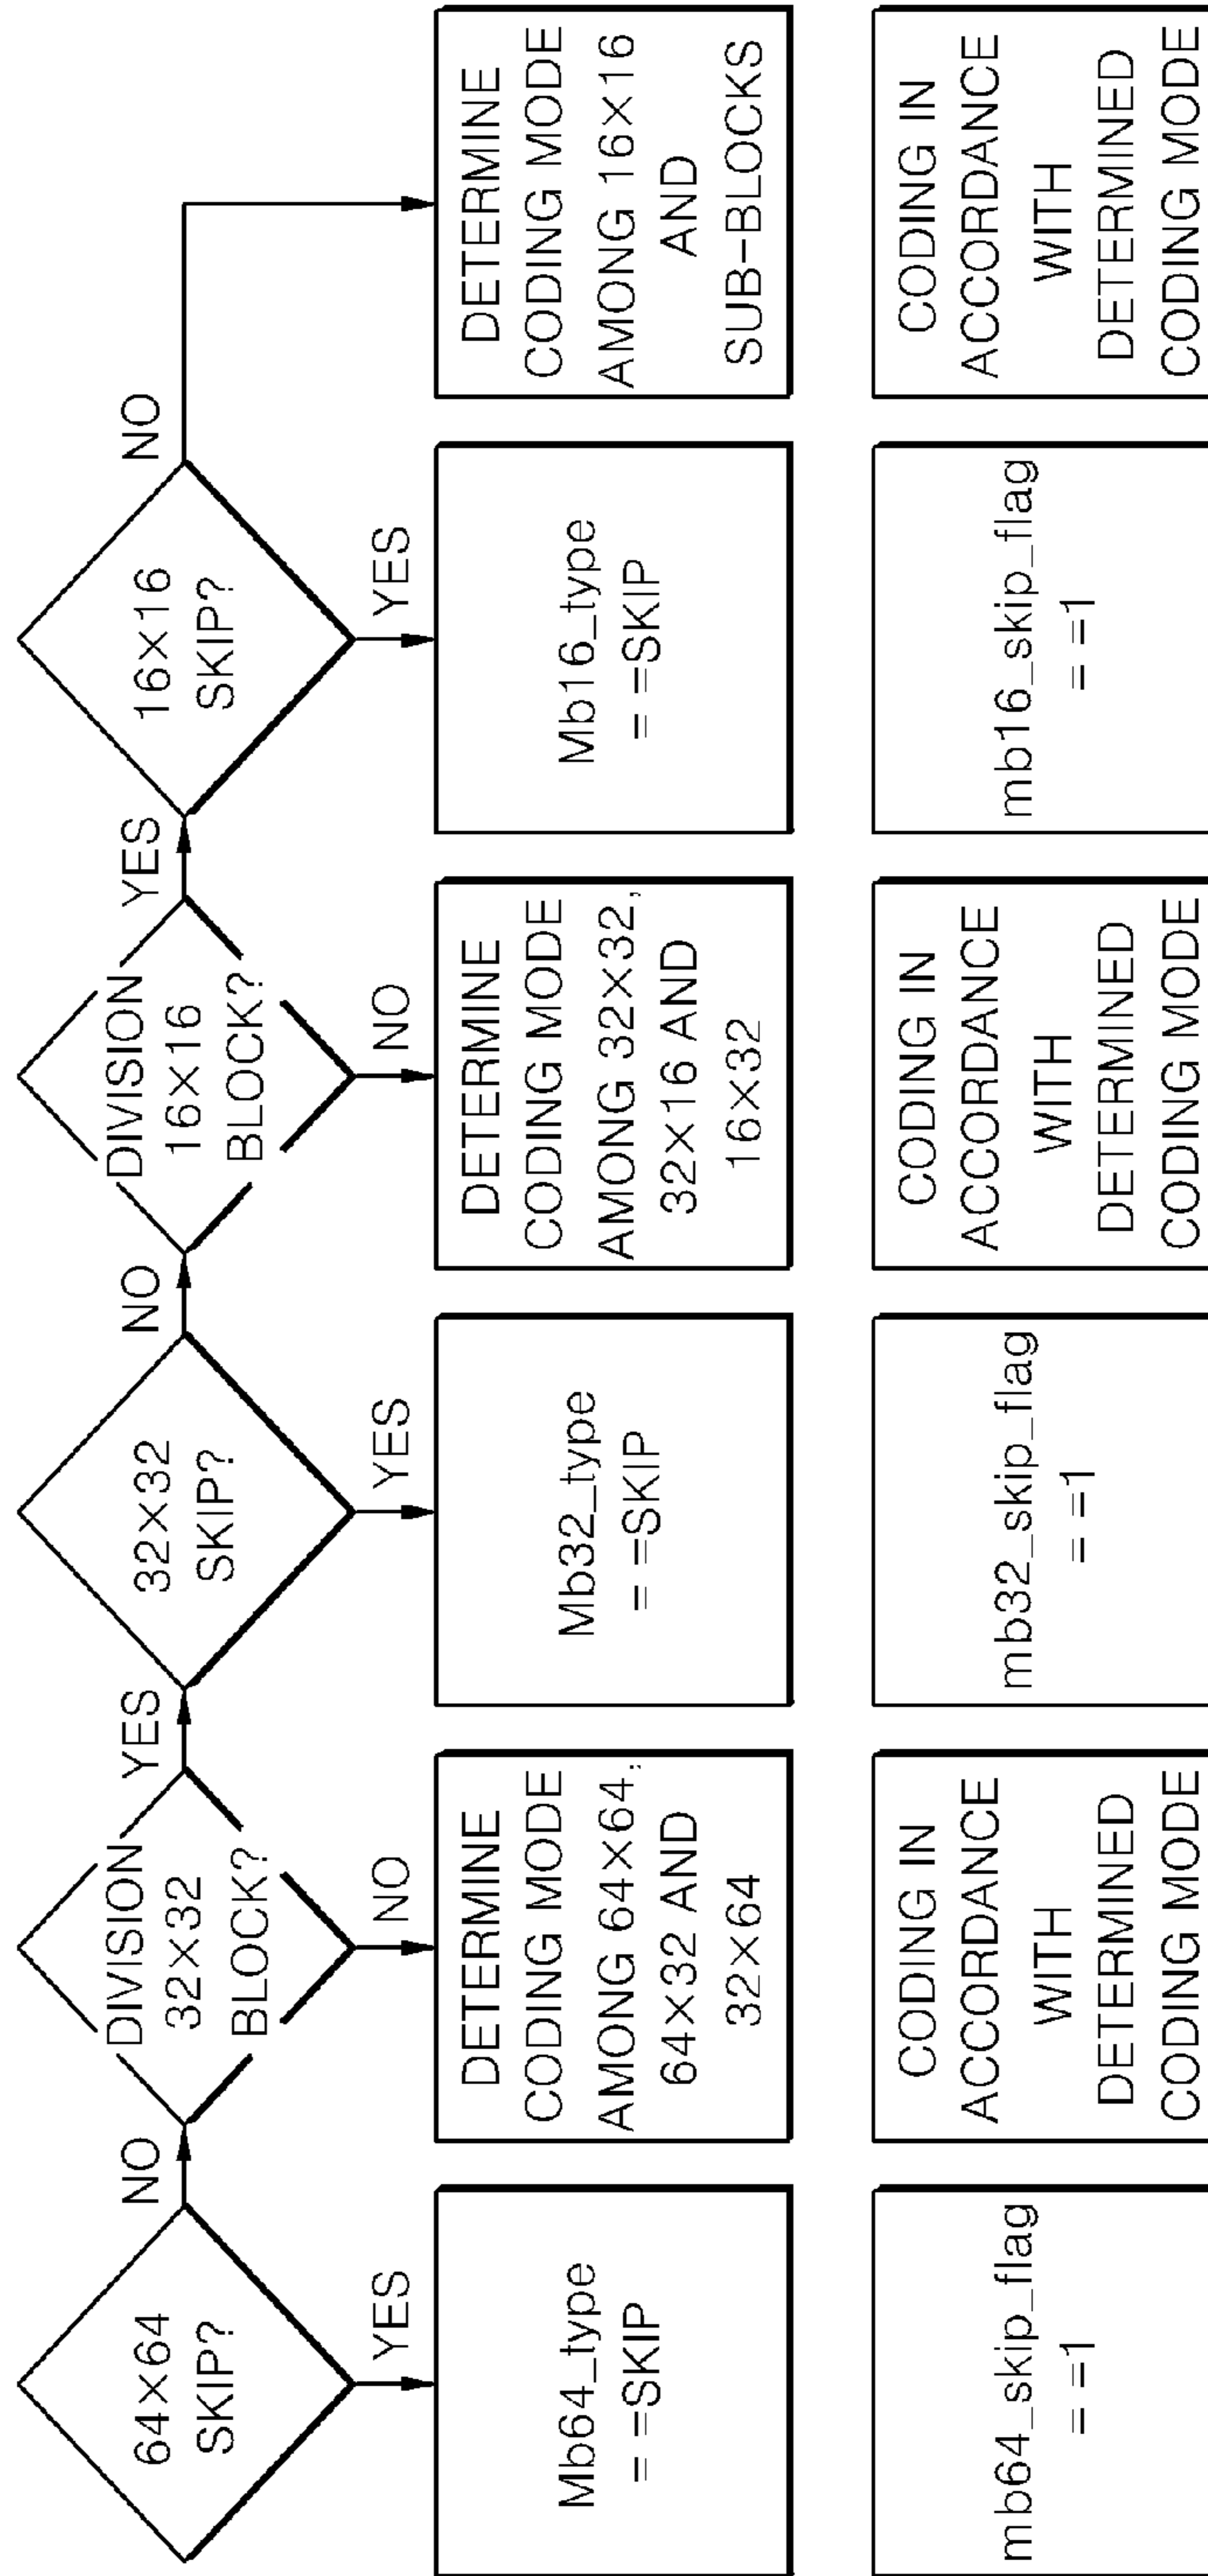 64×64
SKIP?
NO
YES
DIVISION
32×32
BLOCK?
YES
NO
32×32
SKIP?
NO
YES
DIVISION
16×16
BLOCK?
YES
NO
16×16
SKIP?
NO
YES
Mb64_type
= =SKIP
DETERMINE
CODING MODE
AMONG 64×64,
64×32 AND
32×64
Mb32_type
= =SKIP
DETERMINE
CODING MODE
AMONG 32×32,
32×16 AND
16×32
Mb16_type
= =SKIP
DETERMINE
CODING MODE
AMONG 16×16
AND
SUB-BLOCKS
mb64_skip_flag
= =1
CODING IN
ACCORDANCE
WITH
DETERMINED
CODING MODE
mb32_skip_flag
= =1
CODING IN
ACCORDANCE
WITH
DETERMINED
CODING MODE
mb16_skip_flag
= =1
CODING IN
ACCORDANCE
WITH
DETERMINED
CODING MODE